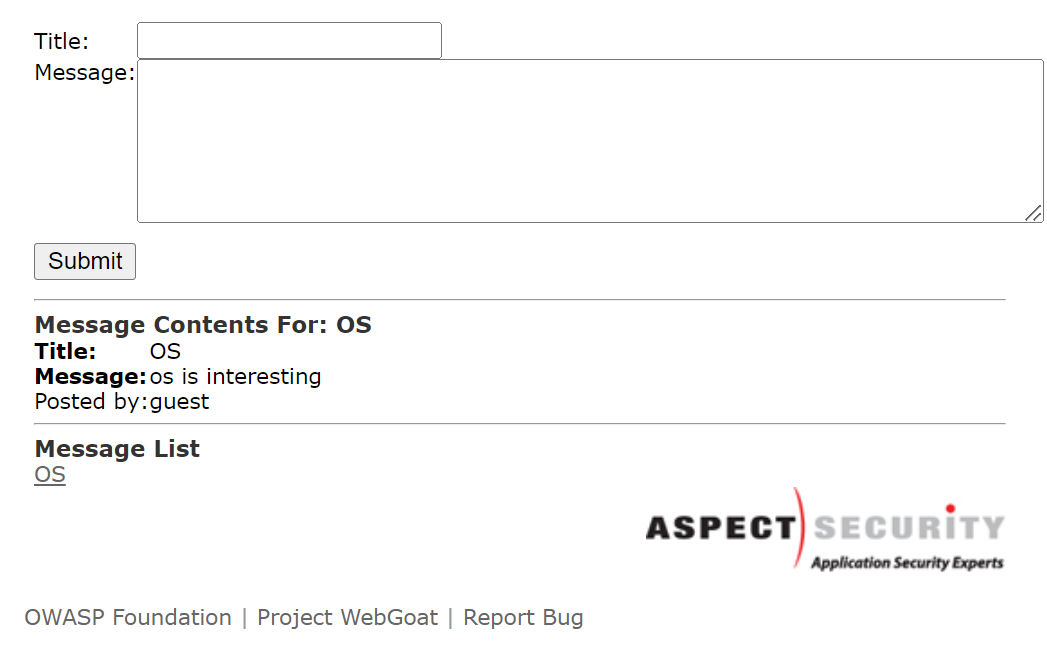 Title:
Message:
Submit
Message Contents For: OS
Title: OS
Message: os is interesting
Posted by: guest
Message List
OS
ASPECT SECURITY
Application Security Experts
OWASP Foundation | Project WebGoat | Report Bug